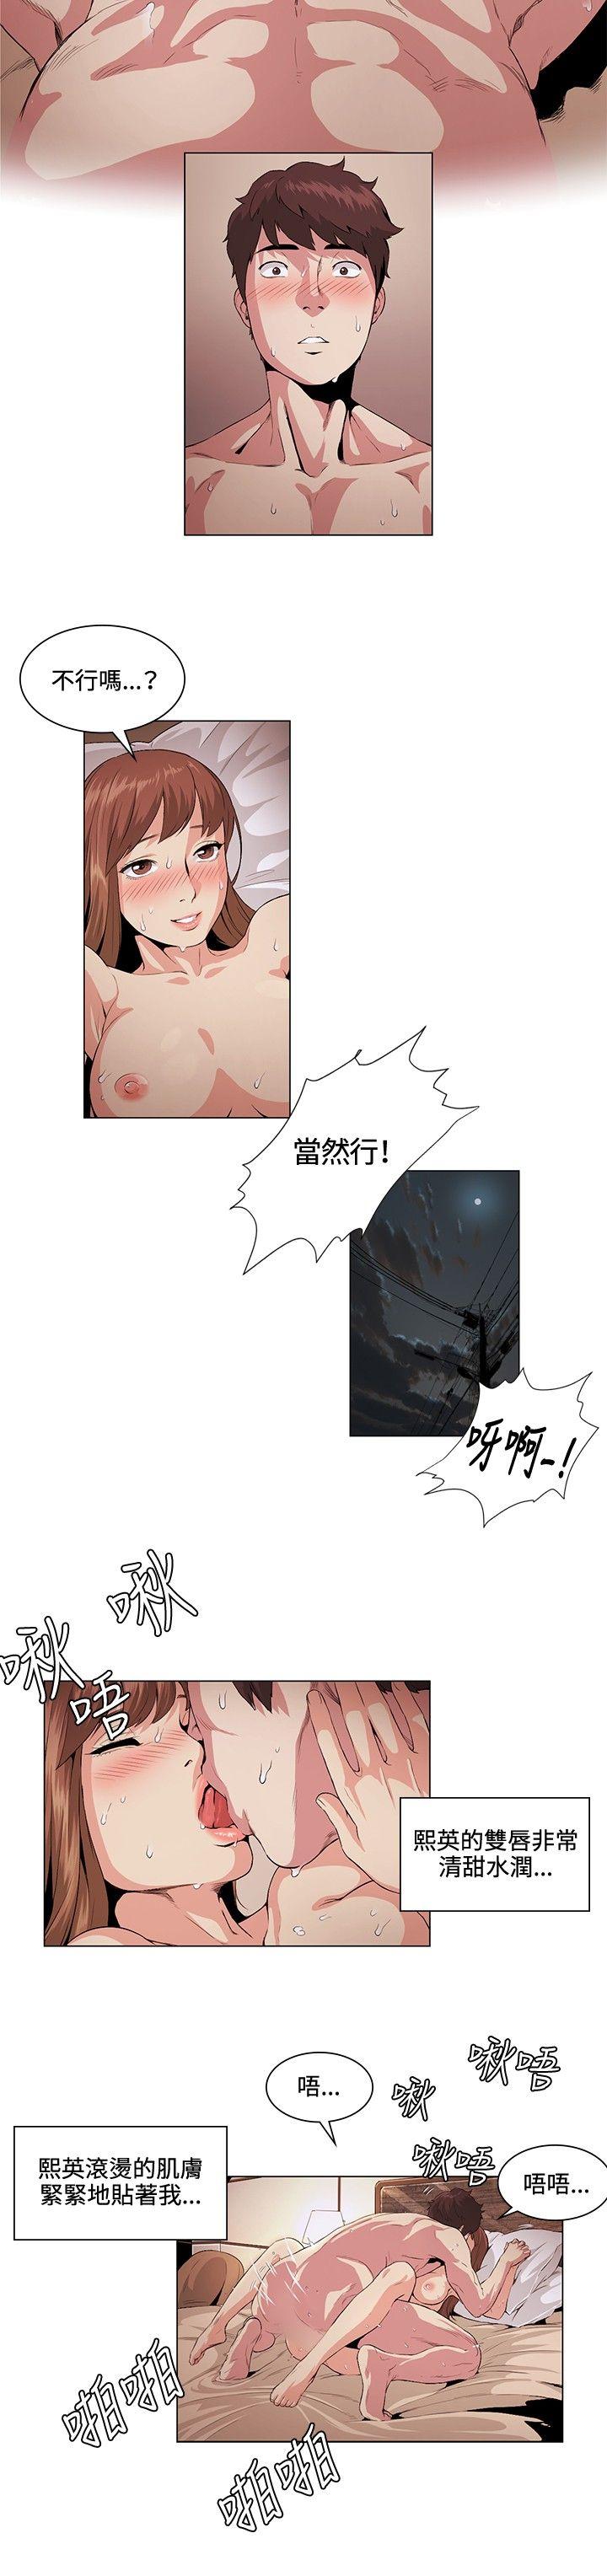 不行嗎...?
當然行!
呀啊~!
啾
啾
唔
熙英的雙唇非常
清甜水潤...
啾唔
唔...
啾
啾唔
熙英滾燙的肌膚
緊緊地貼著我...
唔唔...
啪啪
啪啪